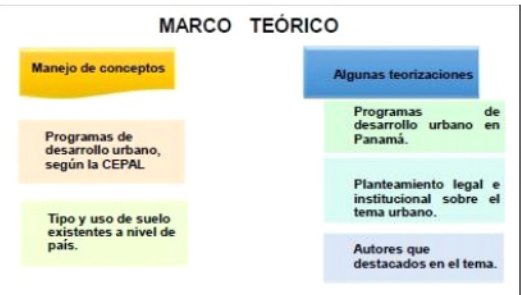 MARCO TEÓRICO
Manejo de conceptos
Programas de
desarrollo urbano,
según la CEPAL
Tipo y uso de suelo
existentes a nivel de
país.
Algunas teorizaciones
Programas de
desarrollo urbano en
Panamá.
Planteamiento legal e
institucional sobre el
tema urbano.
Autores que
destacados en el tema.